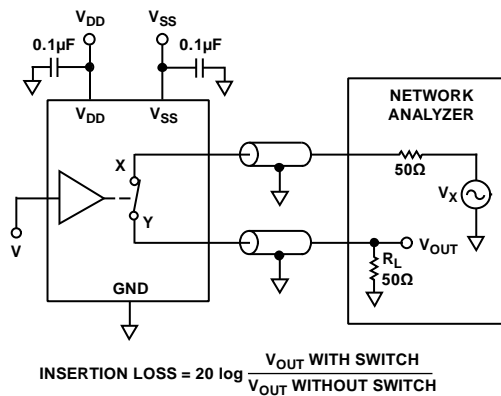 VDD
VSS
0.1µF
0.1µF
VDD
VSS
NETWORK
ANALYZER
X
50Ω
VX
Y
V
VOUT
RL
50Ω
GND
INSERTION LOSS = 20 log VOUT WITH SWITCH
VOUT WITHOUT SWITCH